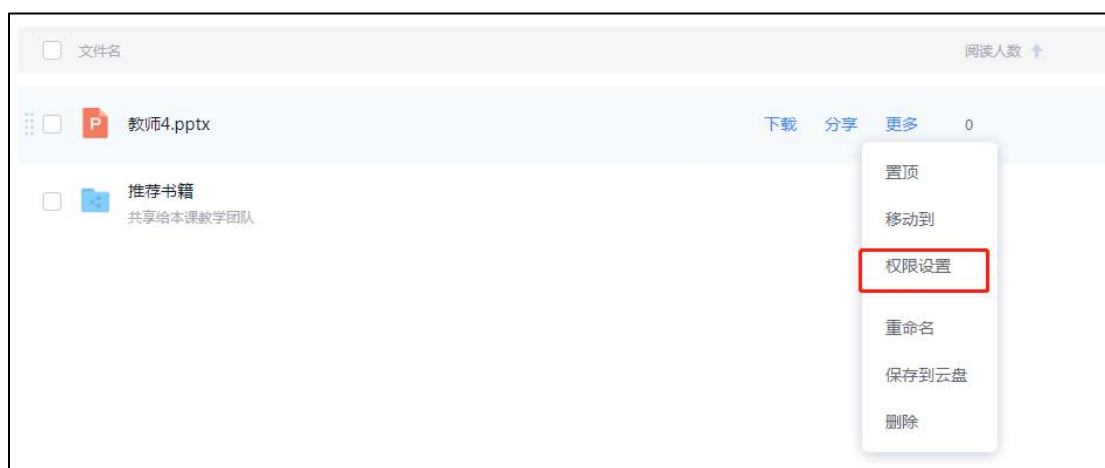 文件名 阅读人数
P 教师4.pptx 下载 分享 更多 0
置顶
推荐书籍
共享给本课教学团队
移动到
权限设置
重命名
保存到云盘
删除